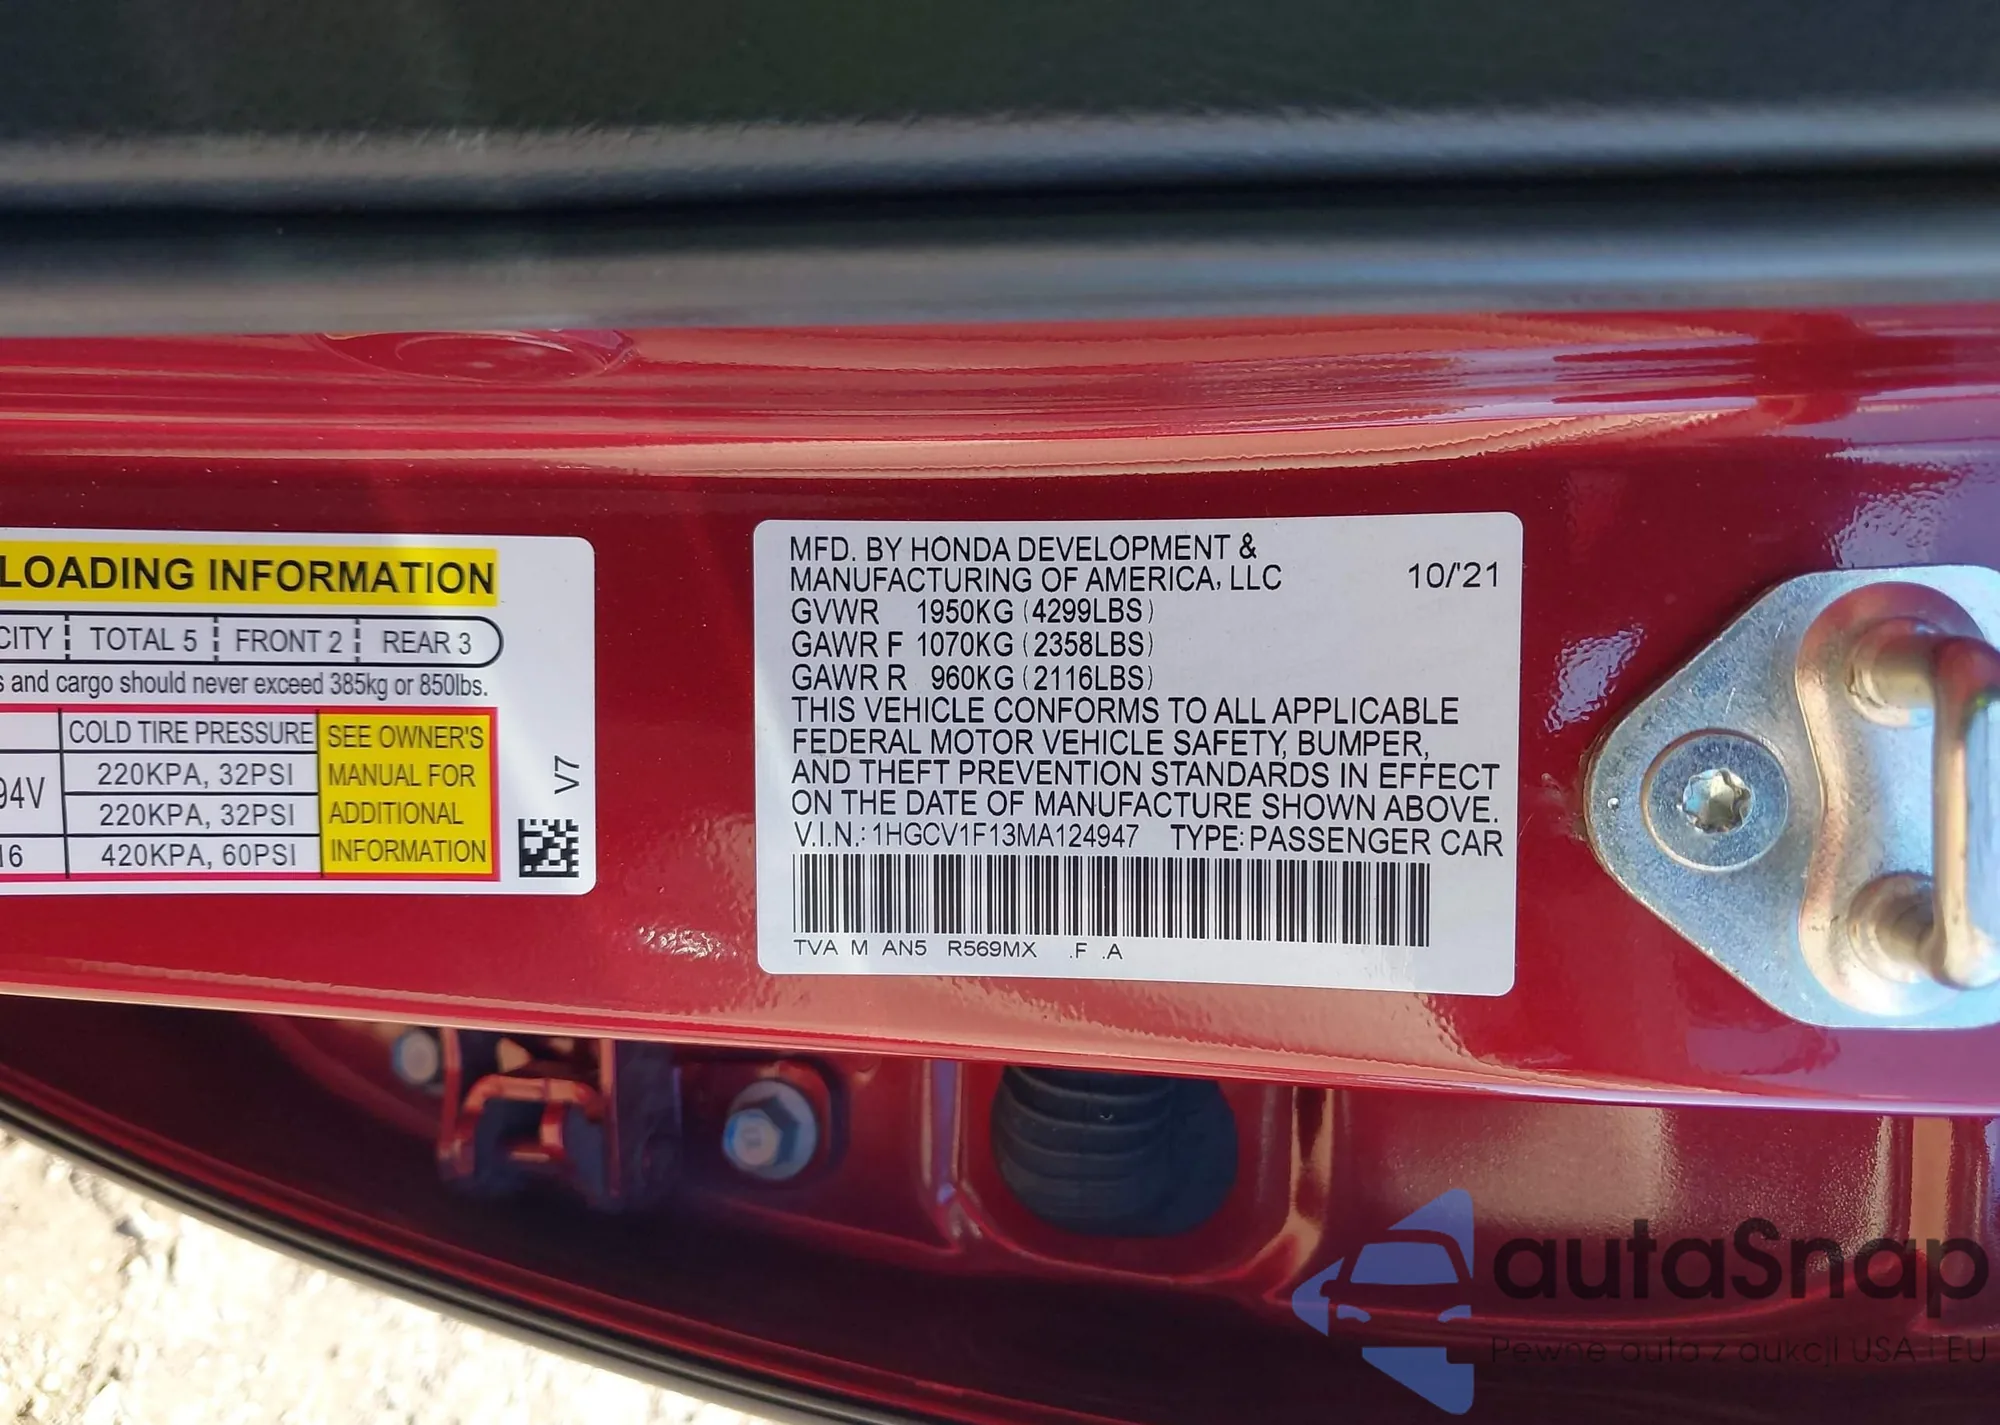 LOADING INFORMATION
CITY TOTAL 5 FRONT 2 REAR 3
s and cargo should never exceed 385kg or 850lbs.
COLD TIRE PRESSURE
94V
220KPA, 32PSI
220KPA, 32PSI
16 420KPA, 60PSI
SEE OWNER'S
MANUAL FOR
ADDITIONAL
INFORMATION
V7
MFD. BY HONDA DEVELOPMENT &
MANUFACTURING OF AMERICA, LLC 10/'21
GVWR 1950KG (4299LBS)
GAWR F 1070KG (2358LBS)
GAWR R 960KG (2116LBS)
THIS VEHICLE CONFORMS TO ALL APPLICABLE
FEDERAL MOTOR VEHICLE SAFETY, BUMPER,
AND THEFT PREVENTION STANDARDS IN EFFECT
ON THE DATE OF MANUFACTURE SHOWN ABOVE.
V.I.N.: 1HGCV1F13MA124947 TYPE: PASSENGER CAR
TVA M AN5 R569MX .F .A
autaSnap
Pewne auto z aukcji USA i EU